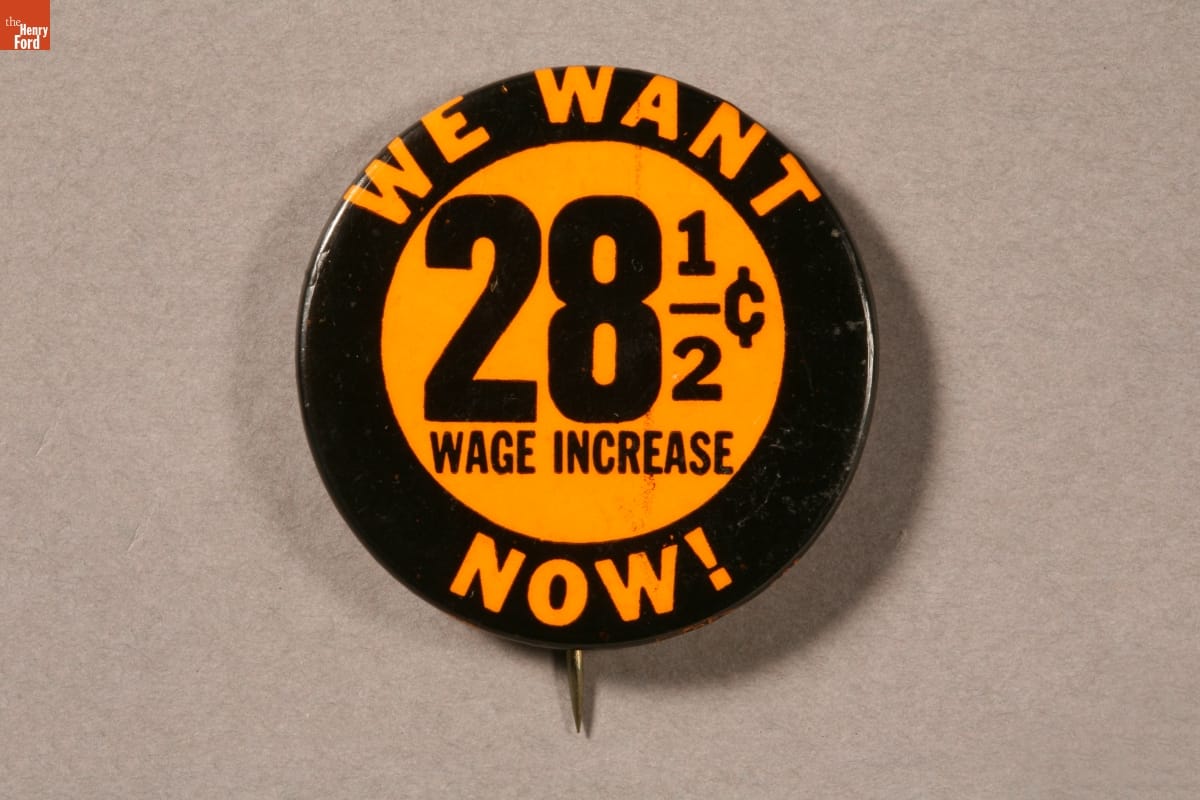 the
Henry
Ford
WE WANT
28 1/2 ¢
WAGE INCREASE
NOW!